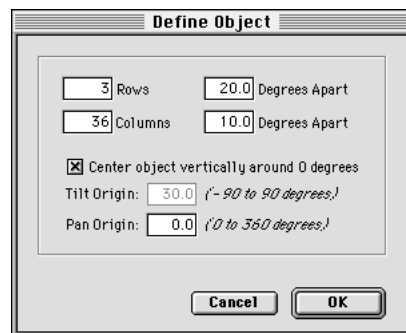 Define Object
3 Rows 20.0 Degrees Apart
36 Columns 10.0 Degrees Apart
Center object vertically around 0 degrees
Tilt Origin: 30.0 (-90 to 90 degrees,)
Pan Origin: 0.0 (0 to 360 degrees,)
Cancel OK